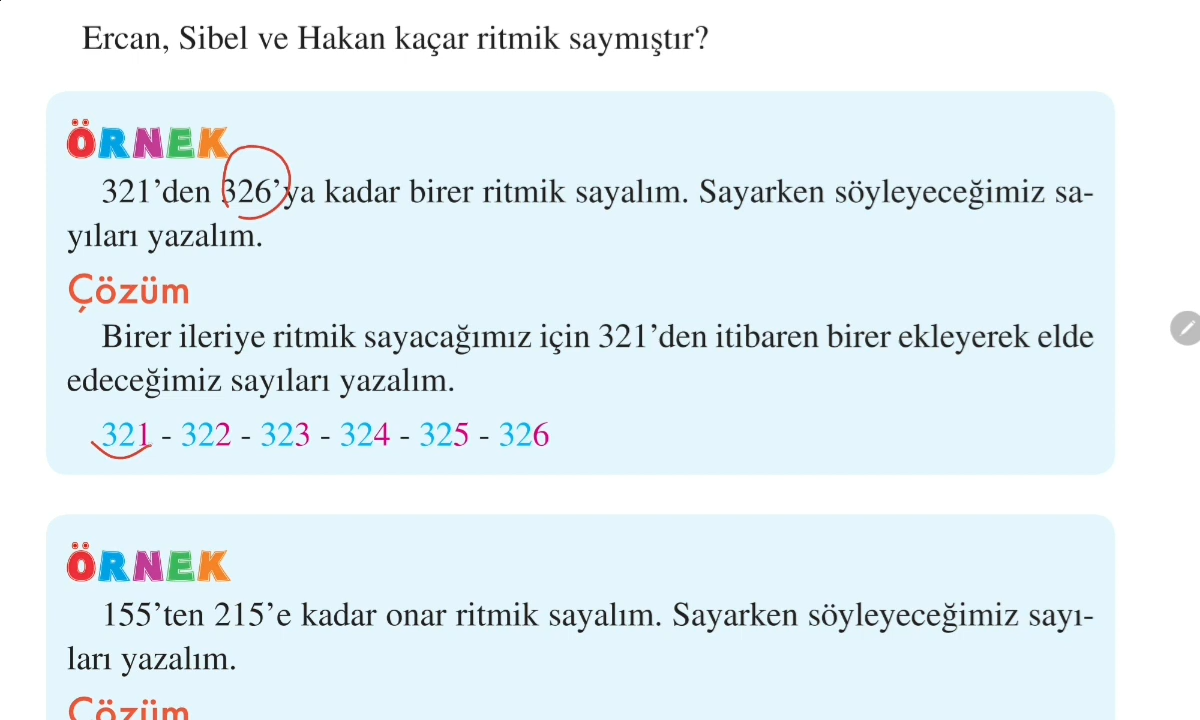 Ercan, Sibel ve Hakan kaçar ritmik saymıştır?
ÖRNEK
321’den 326’ya kadar birer ritmik sayalım. Sayarken söyleyeceğimiz sa-
yıları yazalım.
Çözüm
Birer ileriye ritmik sayacağımız için 321’den itibaren birer ekleyerek elde
edeceğimiz sayıları yazalım.
321 - 322 - 323 - 324 - 325 - 326
ÖRNEK
155’ten 215’e kadar onar ritmik sayalım. Sayarken söyleyeceğimiz sayı-
ları yazalım.
Çözüm